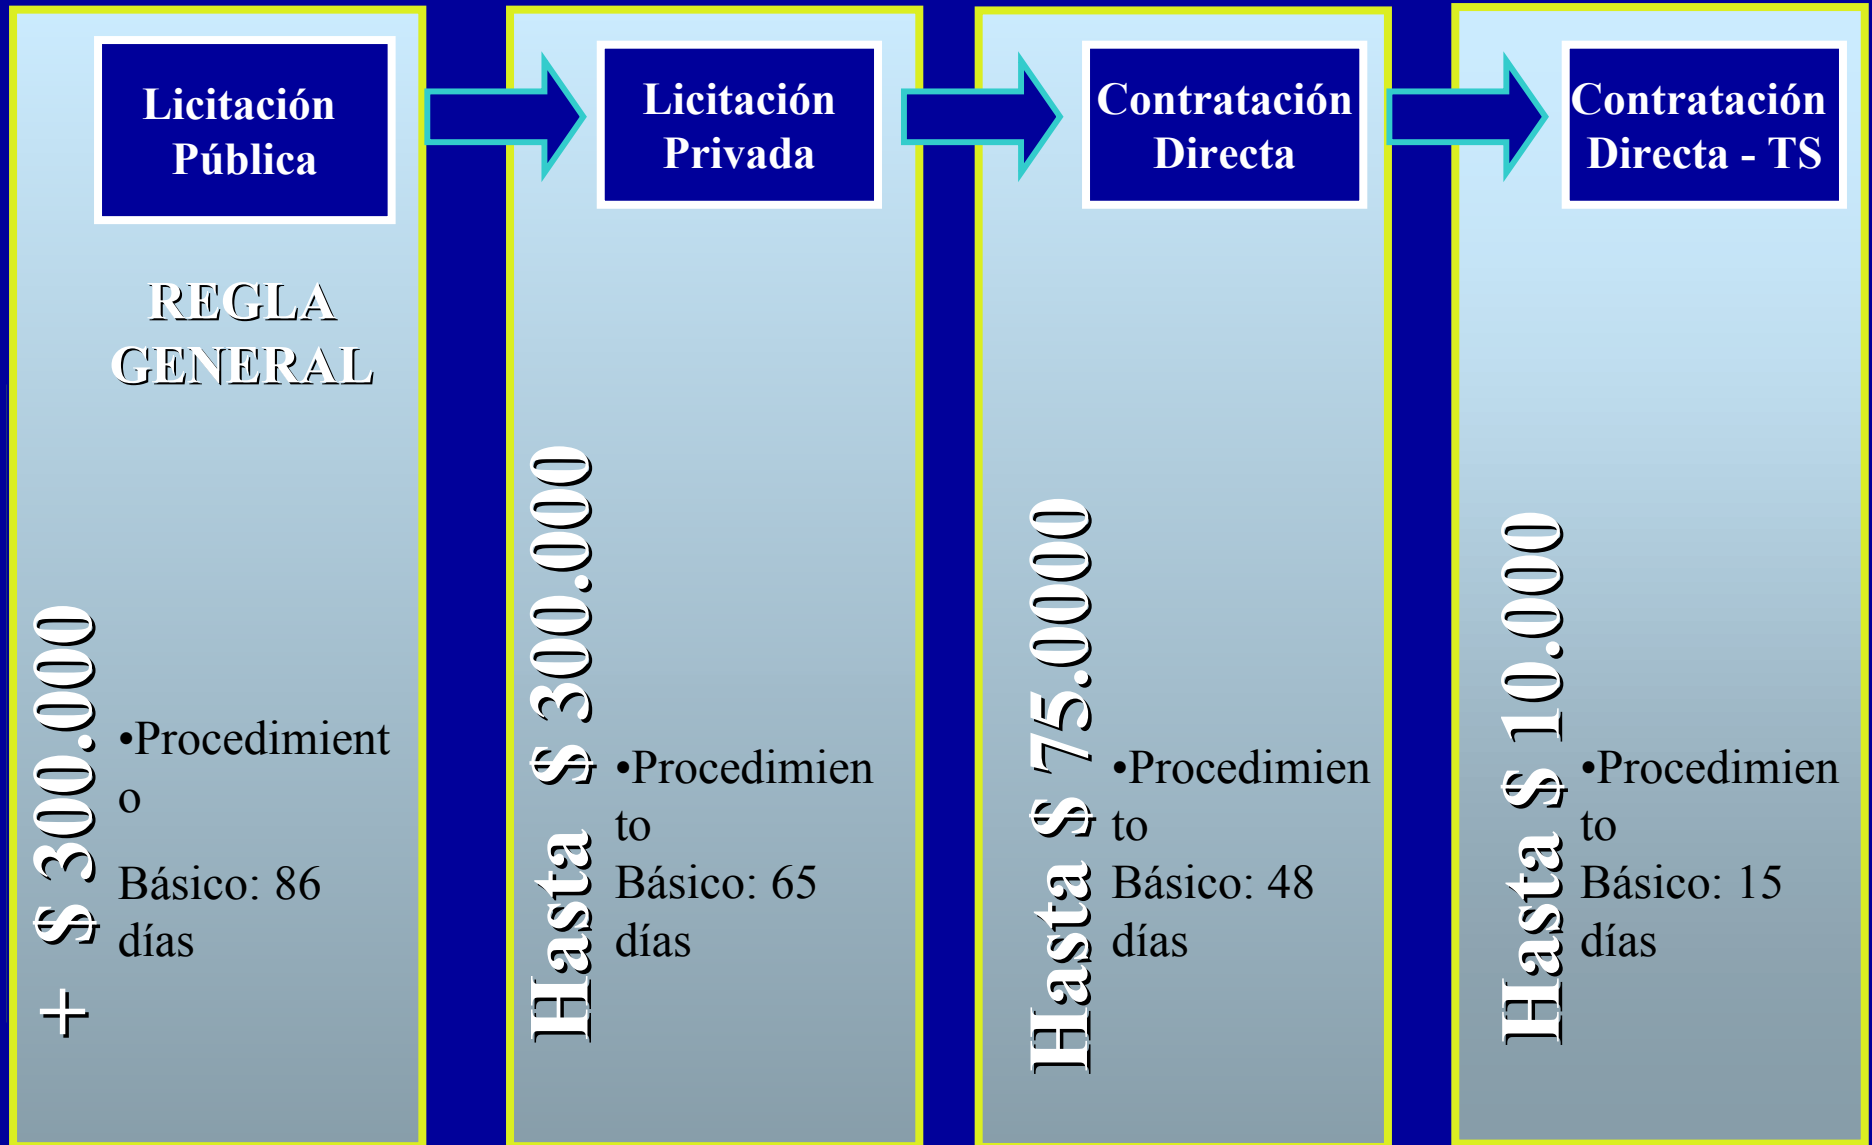 Licitación
Pública
REGLA
GENERAL
+ $ 300.000
•Procedimient
o
Básico: 86
días
Licitación
Privada
Hasta $ 300.000
•Procedimien
to
Básico: 65
días
Contratación
Directa
Hasta $ 75.0000
•Procedimien
to
Básico: 48
días
Contratación
Directa - TS
Hasta $ 10.000
•Procedimien
to
Básico: 15
días